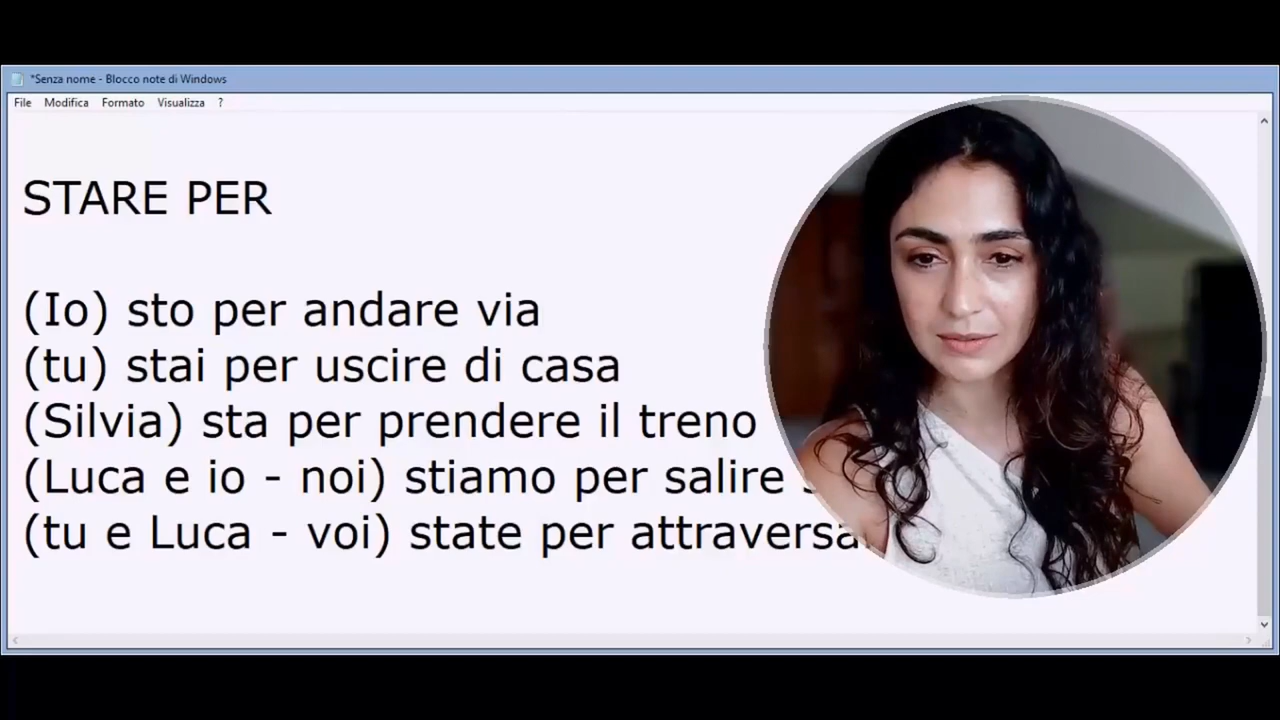 *Senza nome - Blocco note di Windows
File Modifica Formato Visualizza ?
STARE PER
(Io) sto per andare via
(tu) stai per uscire di casa
(Silvia) sta per prendere il treno
(Luca e io - noi) stiamo per salire
(tu e Luca - voi) state per